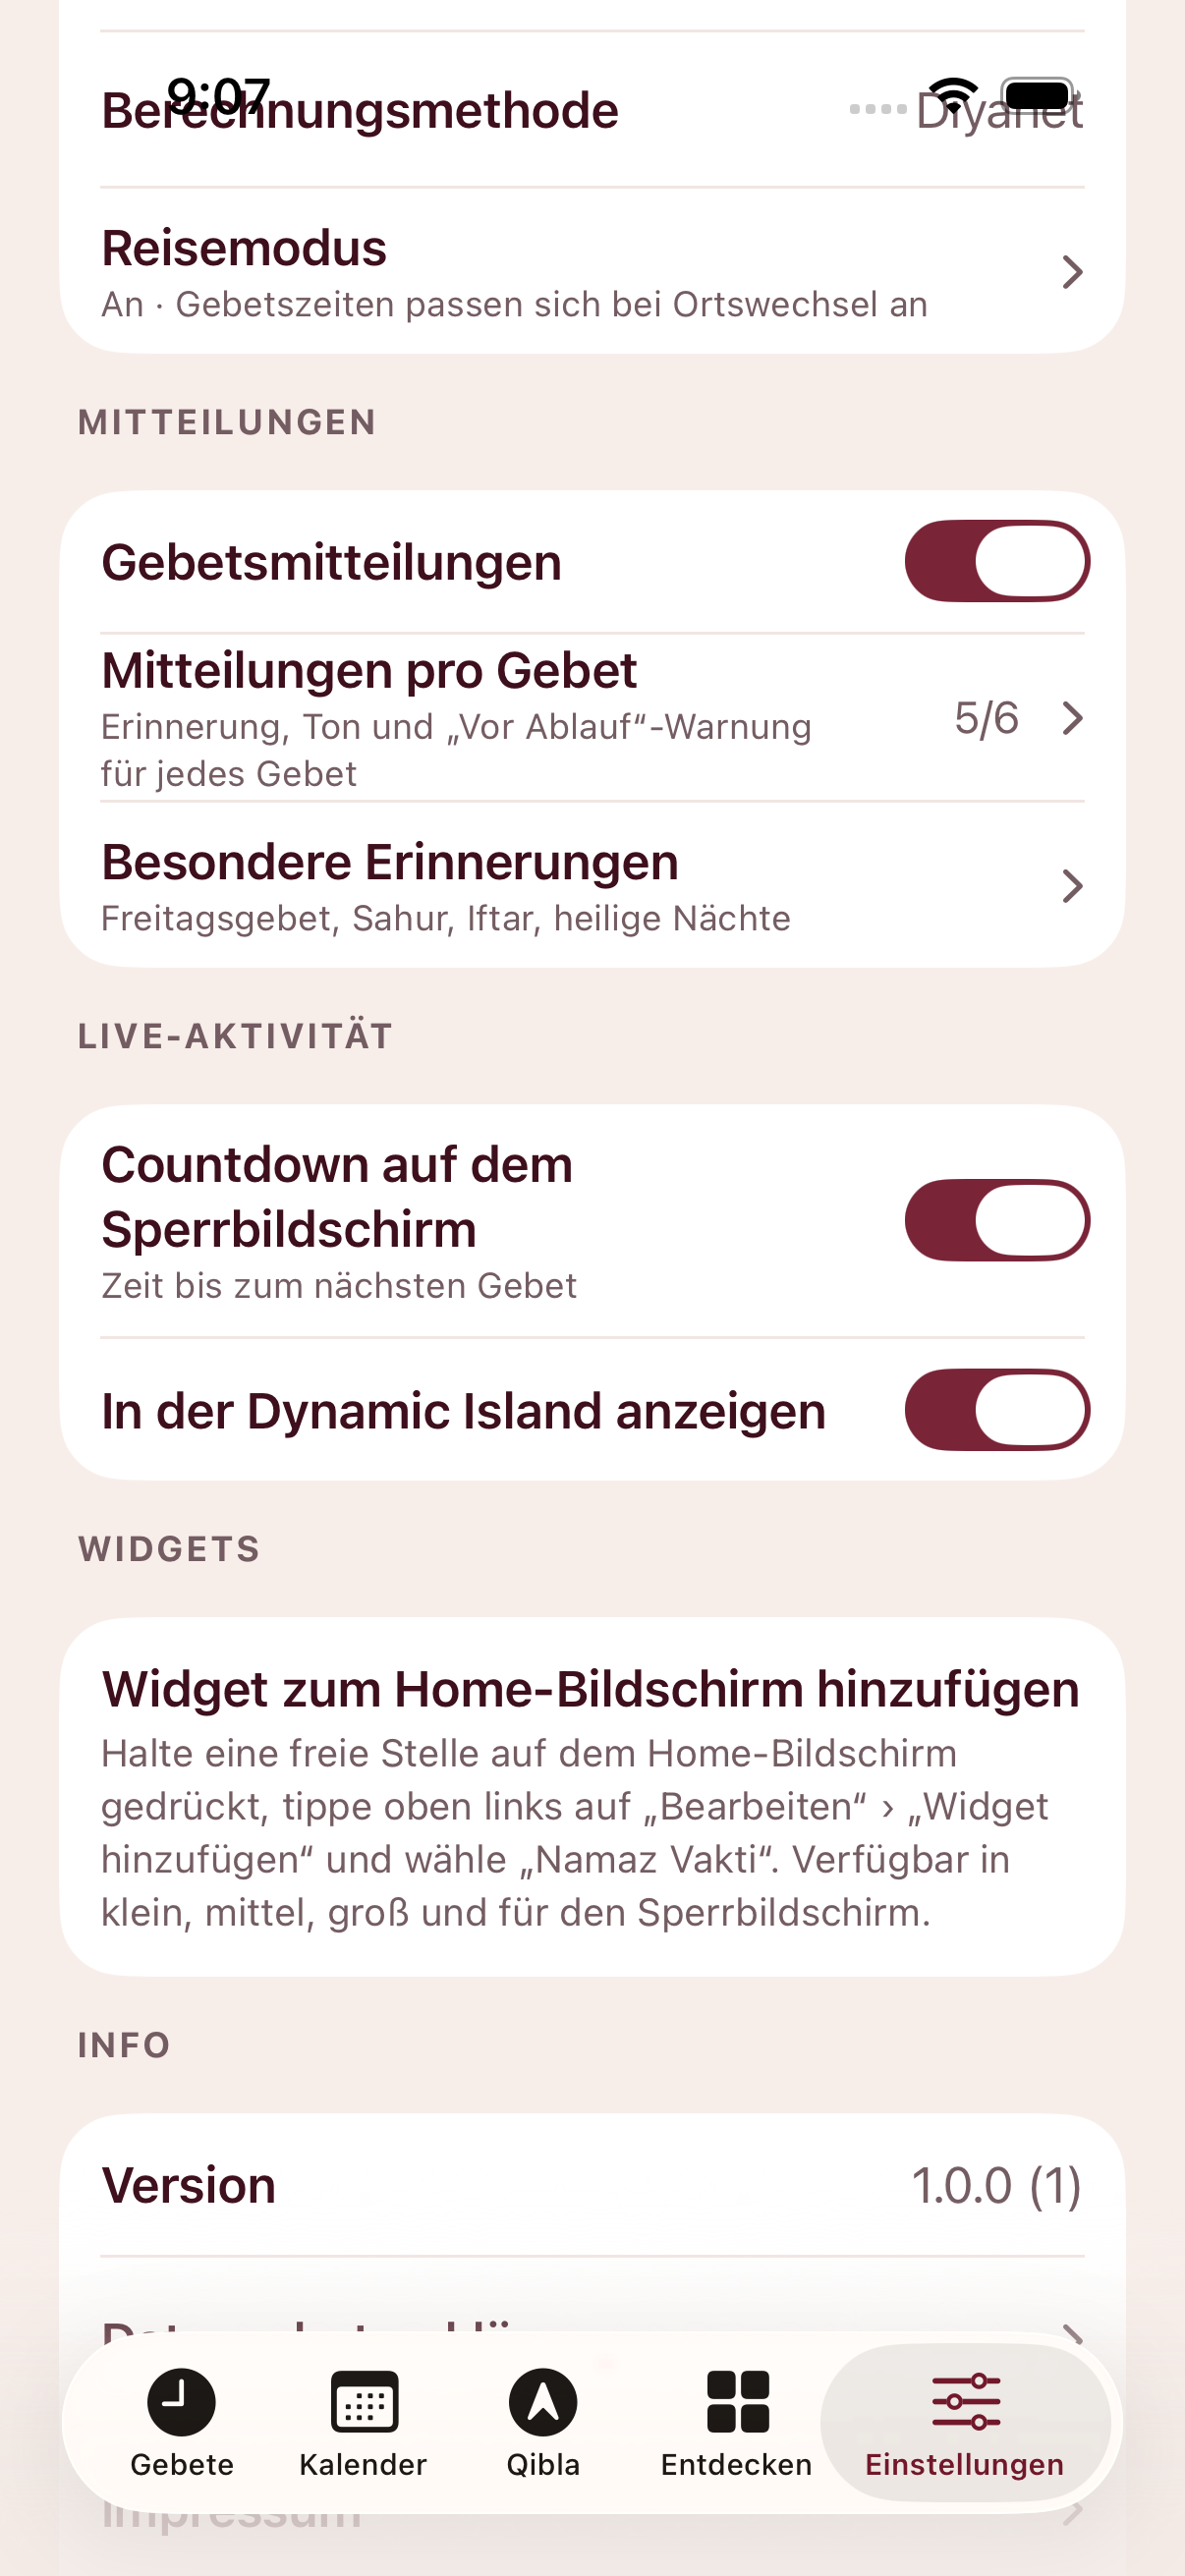 9:07
Berechnungsmethode
Diyanet
Reisemodus
An · Gebetszeiten passen sich bei Ortswechsel an
MITTEILUNGEN
Gebetsmitteilungen
Mitteilungen pro Gebet
Erinnerung, Ton und „Vor Ablauf“-Warnung
für jedes Gebet
5/6
Besondere Erinnerungen
Freitagsgebet, Sahur, Iftar, heilige Nächte
LIVE-AKTIVITÄT
Countdown auf dem
Sperrbildschirm
Zeit bis zum nächsten Gebet
In der Dynamic Island anzeigen
WIDGETS
Widget zum Home-Bildschirm hinzufügen
Halte eine freie Stelle auf dem Home-Bildschirm
gedrückt, tippe oben links auf „Bearbeiten“ › „Widget
hinzufügen“ und wähle „Namaz Vakti“. Verfügbar in
klein, mittel, groß und für den Sperrbildschirm.
INFO
Version
1.0.0 (1)
Gebete
Kalender
Qibla
Entdecken
Einstellungen
Impressum